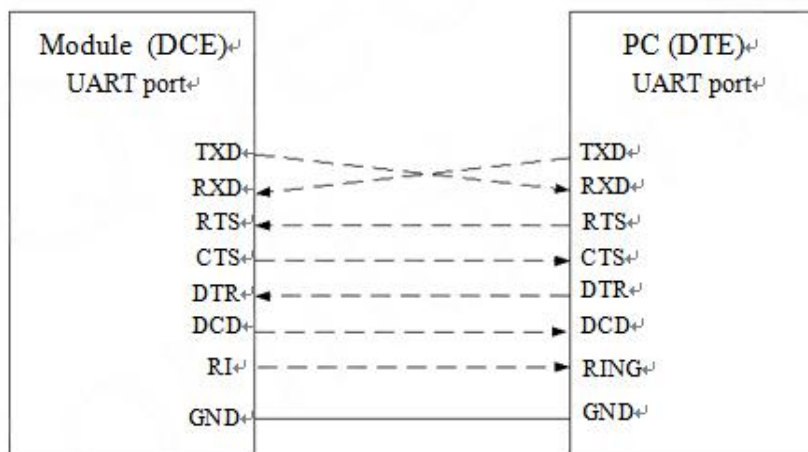 Module (DCE)↵
UART port↵
PC (DTE)↵
UART port↵
TXD↵
TXD↵
RXD↵
RXD↵
RTS↵
RTS↵
CTS↵
CTS↵
DTR↵
DTR↵
DCD↵
DCD↵
RI↵
RING↵
GND↵
GND↵